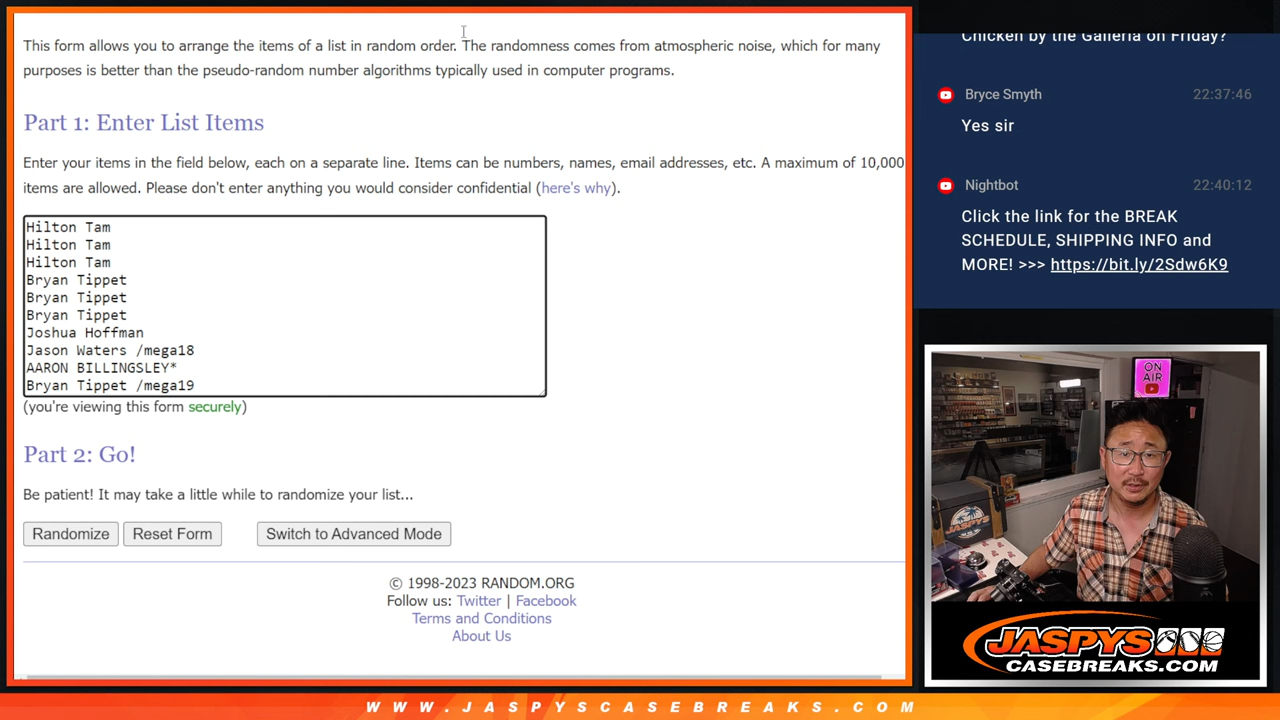 This form allows you to arrange the items of a list in random order. The randomness comes from atmospheric noise, which for many
purposes is better than the pseudo-random number algorithms typically used in computer programs.
Part 1: Enter List Items
Enter your items in the field below, each on a separate line. Items can be numbers, names, email addresses, etc. A maximum of 10,000
items are allowed. Please don't enter anything you would consider confidential (here's why).
Hilton Tam
Hilton Tam
Hilton Tam
Bryan Tippet
Bryan Tippet
Bryan Tippet
Joshua Hoffman
Jason Waters /mega18
AARON BILLINGSLEY*
Bryan Tippet /mega19
(you're viewing this form securely)
Part 2: Go!
Be patient! It may take a little while to randomize your list...
Randomize
Reset Form
Switch to Advanced Mode
© 1998-2023 RANDOM.ORG
Follow us: Twitter | Facebook
Terms and Conditions
About Us
Chicken by the Galleria on Friday?
Bryce Smyth 22:37:46
Yes sir
Nightbot 22:40:12
Click the link for the BREAK
SCHEDULE, SHIPPING INFO and
MORE! >>> https://bit.ly/2Sdw6K9
ON
AIR
JASPYS
JASPYS
CASEBREAKS.COM
WWW.JASPYSCASEBREAKS.COM